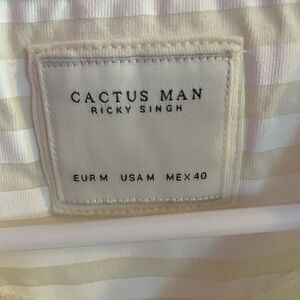 CACTUS MAN
RICKY SINGH
EUR M USA M MEX 40